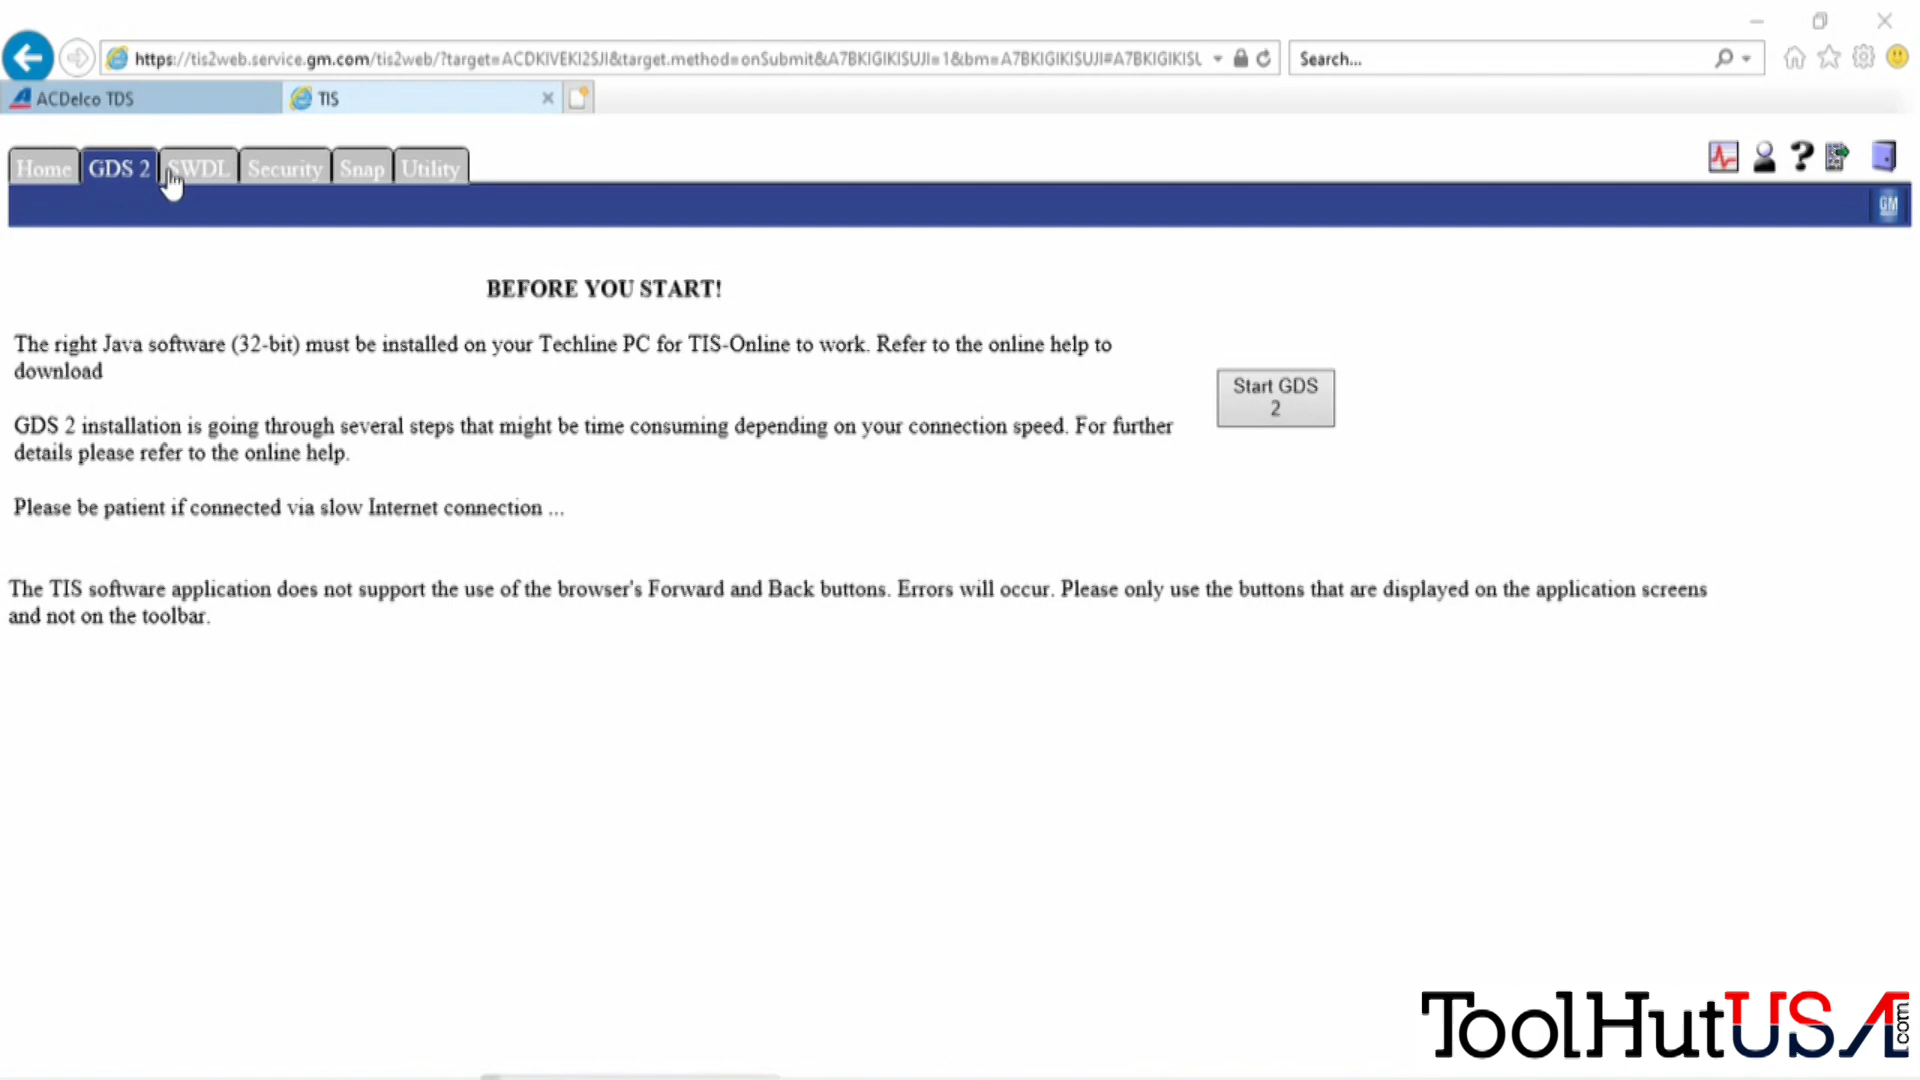 https://tis2web.service.gm.com/tis2web/?target=ACDKIVEKI2SJI&target.method=onSubmit&A7BKIGIKISUJI=1&bm=A7BKIGIKISUJI#A7BKIGIKISU
Search...
ACDelco TDS
TIS
Home
GDS 2
SWDL
Security
Snap
Utility
GM
BEFORE YOU START!
The right Java software (32-bit) must be installed on your Techline PC for TIS-Online to work. Refer to the online help to
download
Start GDS
2
GDS 2 installation is going through several steps that might be time consuming depending on your connection speed. For further
details please refer to the online help.
Please be patient if connected via slow Internet connection ...
The TIS software application does not support the use of the browser's Forward and Back buttons. Errors will occur. Please only use the buttons that are displayed on the application screens
and not on the toolbar.
ToolHutUSA.com